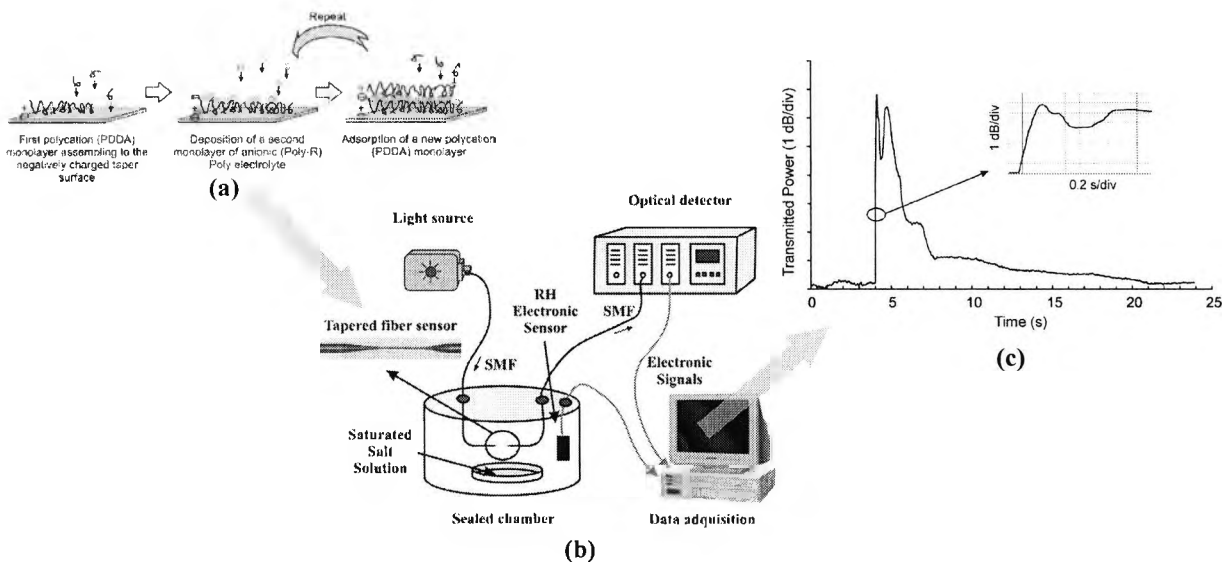 Repeat
First polycation (PDDA)
monolayer assembling to the
negatively charged taper
surface
Deposition of a second
monolayer of anionic (Poly-R)
Poly electrolyte
Adsorption of a new polycation
(PDDA) monolayer
(a)
Light source
Optical detector
RH
Electronic
Sensor
SMF
Tapered fiber sensor
SMF
Electronic
Signals
Saturated
Salt
Solution
Sealed chamber
Data adquisition
(b)
Transmitted Power (1 dB/div)
1 dB/div
0.2 s/div
0
5
10
15
20
25
Time (s)
(c)